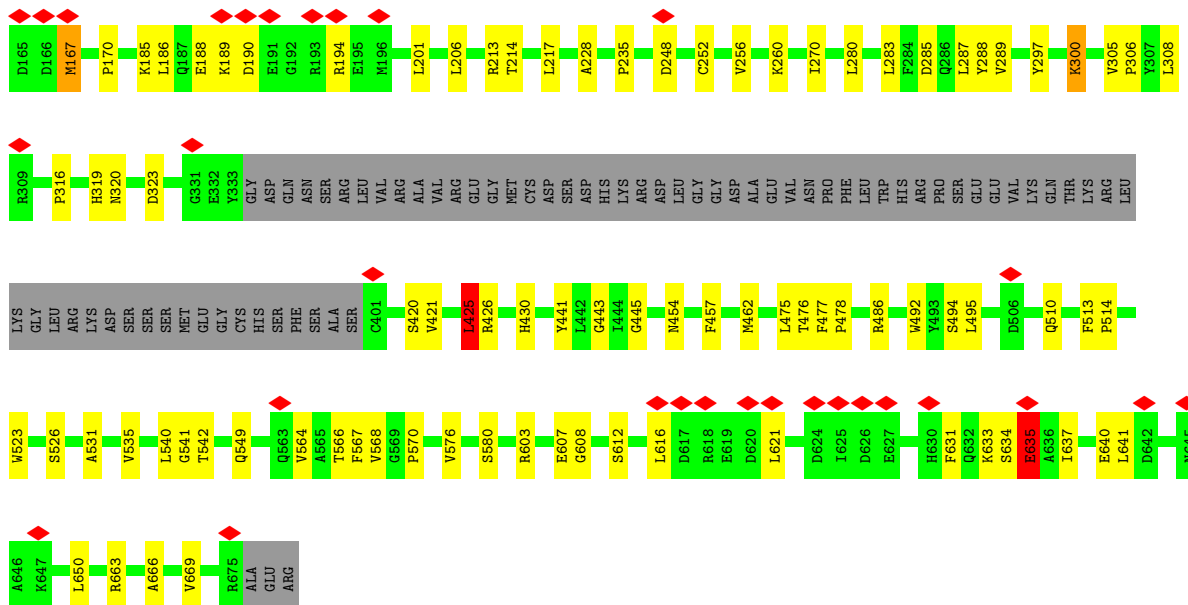 D165 D166 M167 P170 K185 L186 Q187 E188 K189 D190 E191 G192 R193 R194 E195 M196 L201 L206 R213 T214 L217 A228 P235 D248 C252 V256 K260 I270 L280 L283 F284 D285 Q286 L287 Y288 V289 Y297 K300 V305 P306 Y307 L308
R309 P316 H319 N320 D323 G331 E332 Y333 GLY ASP GLN ASN SER ARG LEU VAL ARG ALA VAL ARG GLU GLY MET CYS ASP SER ASP HIS LYS ARG ASP LEU GLY GLY ASP ALA GLU VAL ASN PRO PHE LEU TRP HIS ARG PRO SER GLU GLU VAL LYS GLN THR LYS ARG LEU
LYS GLY LEU ARG LYS ASP SER SER SER MET GLU GLY CYS HIS SER PHE SER ALA SER C401 S420 V421 L425 R426 H430 Y441 L442 G443 I444 G445 N454 F457 M462 L475 T476 F477 P478 R486 W492 Y493 S494 L495 D506 Q510 F513 P514
W523 S526 A531 V535 L540 G541 T542 Q549 Q563 V564 A565 T566 F567 V568 G569 P570 V576 S580 R603 E607 G608 S612 L616 D617 R618 E619 D620 L621 D624 I625 D626 E627 H630 F631 Q632 K633 S634 E635 A636 I637 E640 L641 D642
A646 K647 L650 R663 A666 V669 R675 ALA GLU ARG